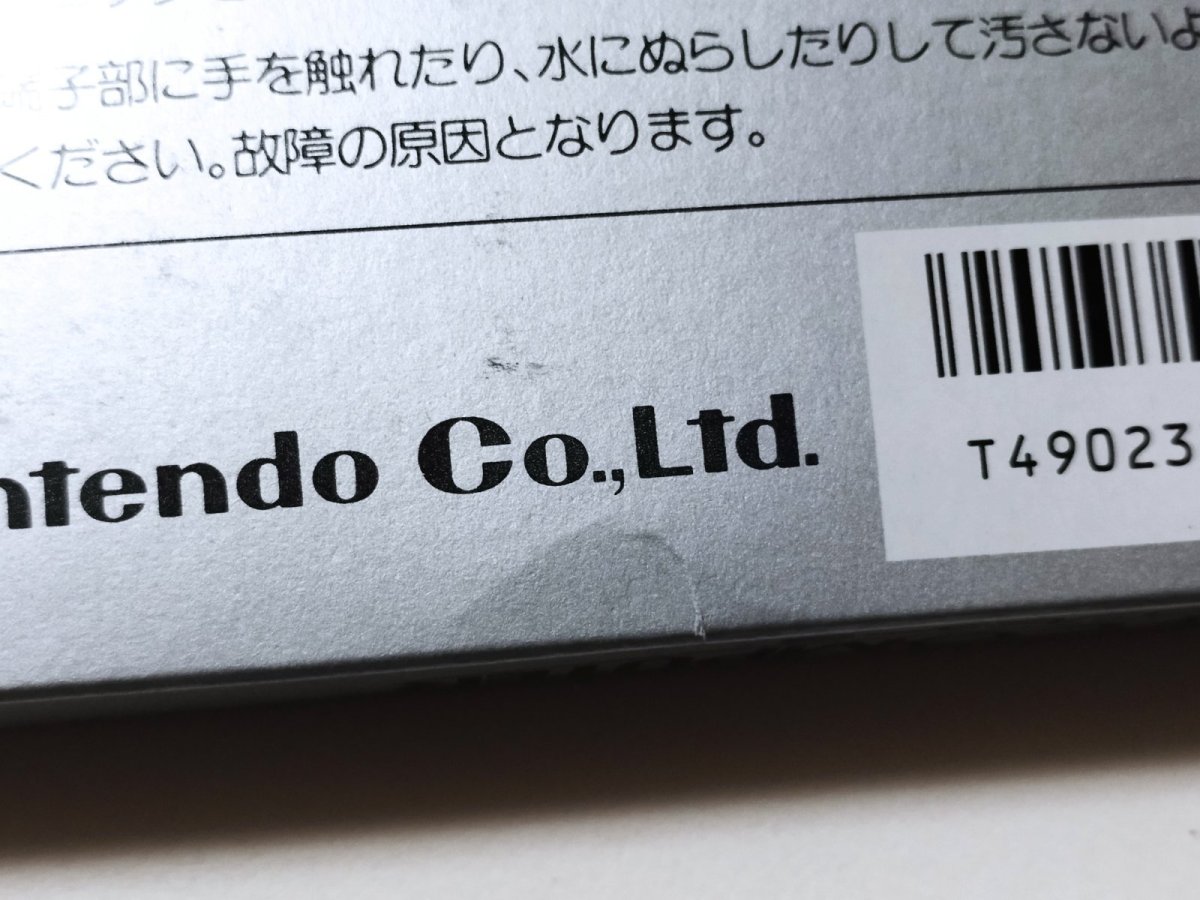 子部に手を触れたり、水にぬらしたりして汚さないよ
ください。故障の原因となります。
ntendo Co.,Ltd.
T49023